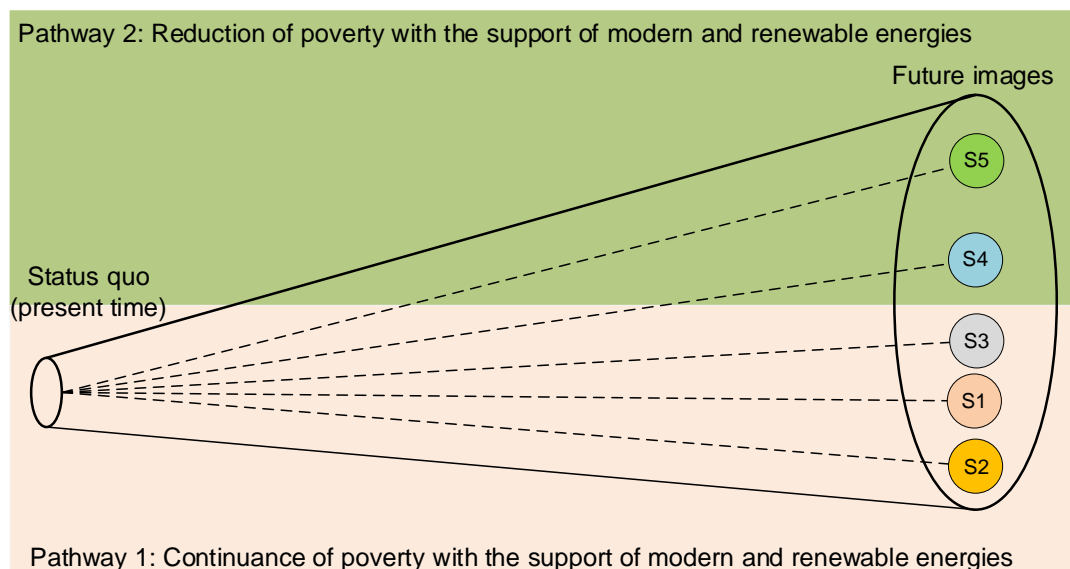 Pathway 2: Reduction of poverty with the support of modern and renewable energies
Future images
S5
S4
Status quo
(present time)
S3
S1
S2
Pathway 1: Continuance of poverty with the support of modern and renewable energies